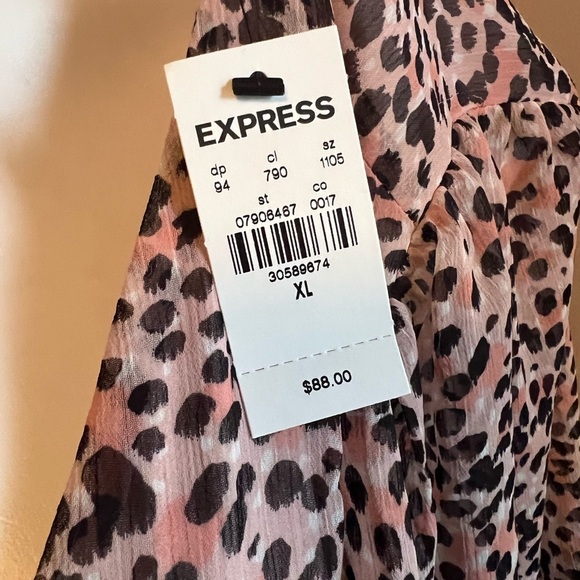 EXPRESS
dp cl sz
94 790 1105
st co
07906467 0017
30589674
XL
$88.00